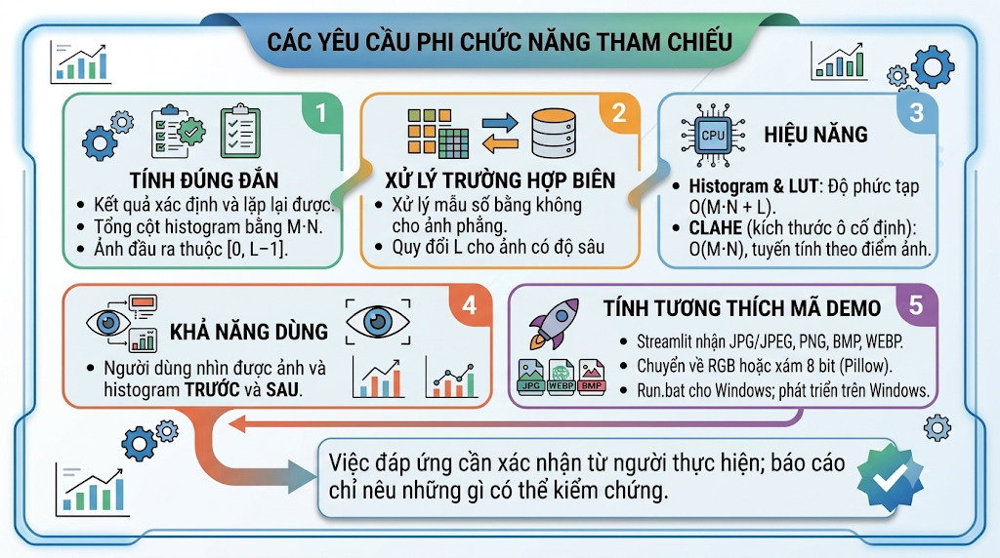 CÁC YÊU CẦU PHI CHỨC NĂNG THAM CHIẾU
1
TÍNH ĐÚNG ĐẮN
• Kết quả xác định và lặp lại được.
• Tổng cột histogram bằng M·N.
• Ảnh đầu ra thuộc [0, L–1].
2
XỬ LÝ TRƯỜNG HỢP BIÊN
• Xử lý mẫu số bằng không
cho ảnh phẳng.
• Quy đổi L cho ảnh có độ sâu
3
CPU
HIỆU NĂNG
• Histogram & LUT: Độ phức tạp
O(M·N + L).
• CLAHE (kích thước ô cố định):
O(M·N), tuyến tính theo điểm ảnh.
4
KHẢ NĂNG DÙNG
• Người dùng nhìn được ảnh và
histogram TRƯỚC và SAU.
5
TÍNH TƯƠNG THÍCH MÃ DEMO
JPG WEBP BMP
• Streamlit nhận JPG/JPEG, PNG, BMP, WEBP.
• Chuyển về RGB hoặc xám 8 bit (Pillow).
• Run.bat cho Windows; phát triển trên Windows.
Việc đáp ứng cần xác nhận từ người thực hiện; báo cáo
chỉ nêu những gì có thể kiểm chứng.